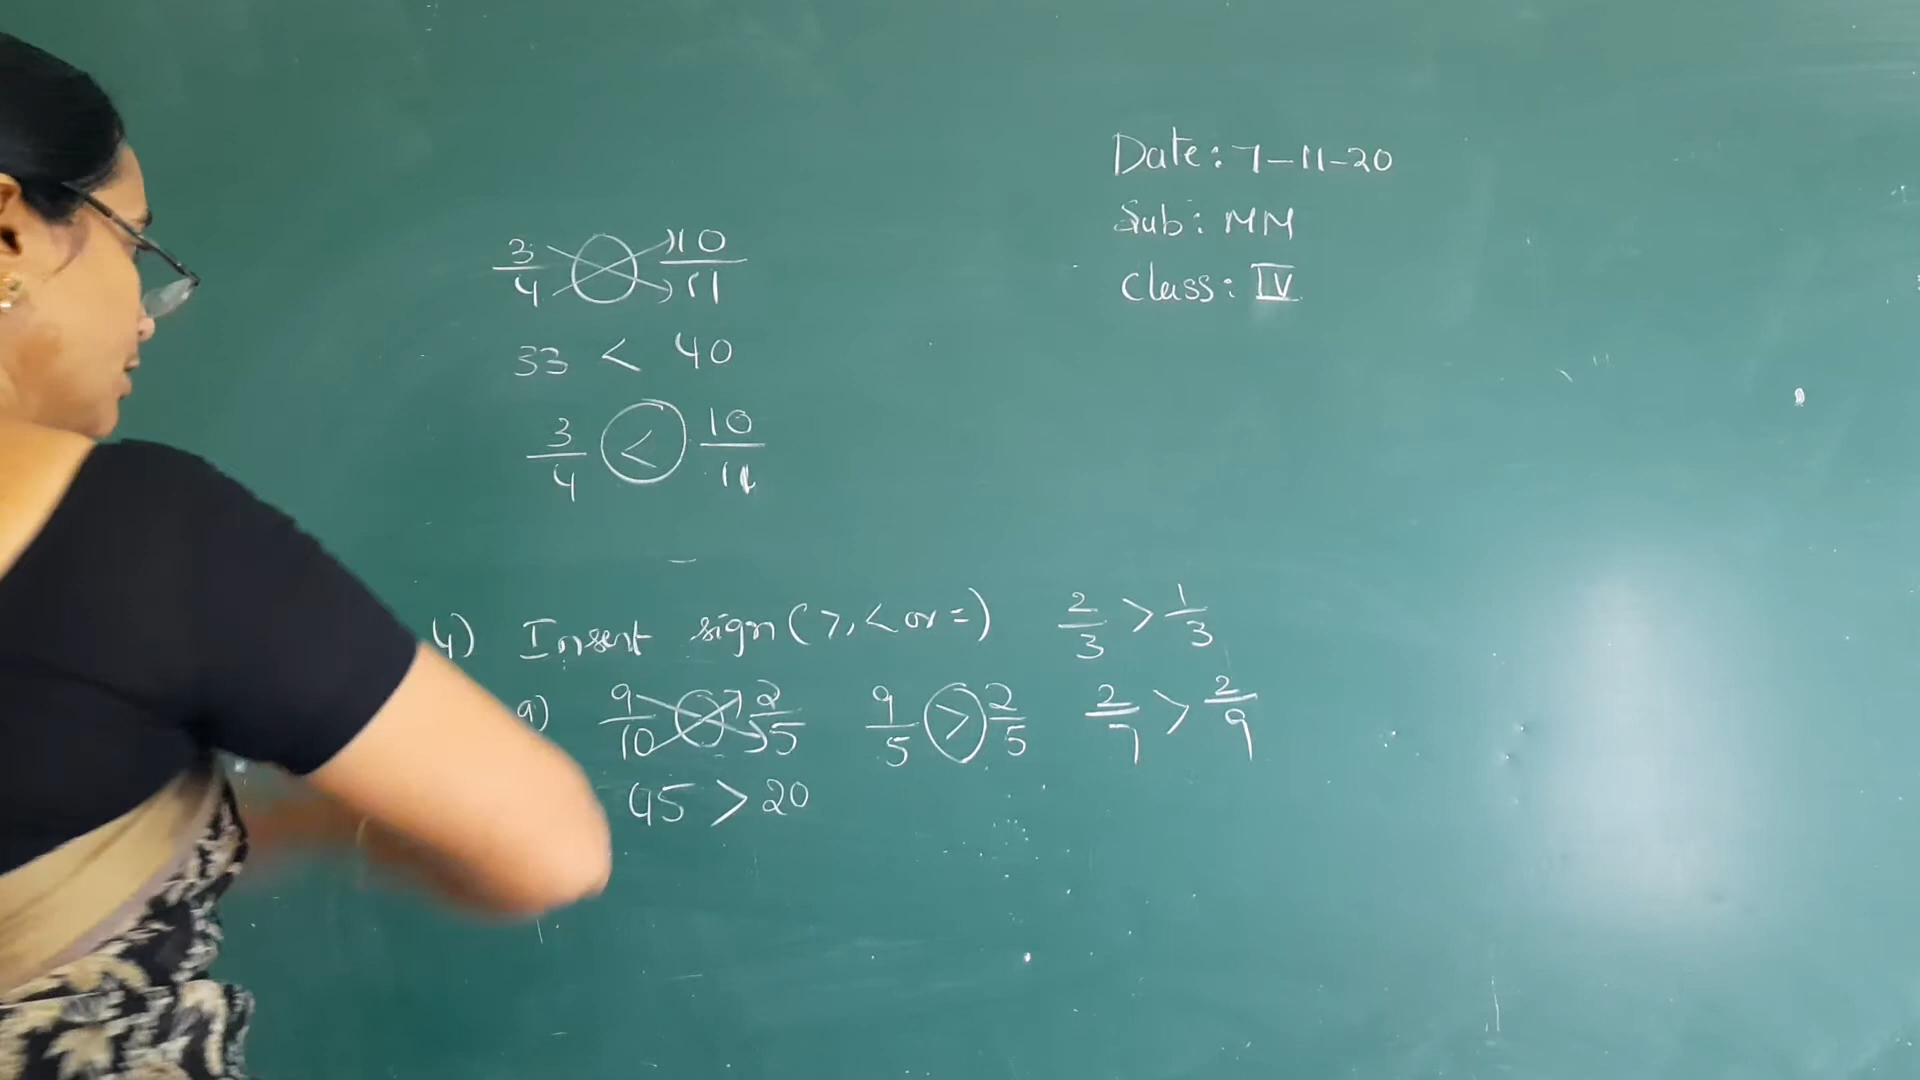 Date: 7-11-20
Sub: MM
Class: IV
3/4 ○ 10/11
33 < 40
3/4 < 10/11
4) Insert sign (>, < or =) 2/3 > 1/3
a) 9/10 ○ 2/5 9/5 > 2/5 2/7 > 2/9
45 > 20